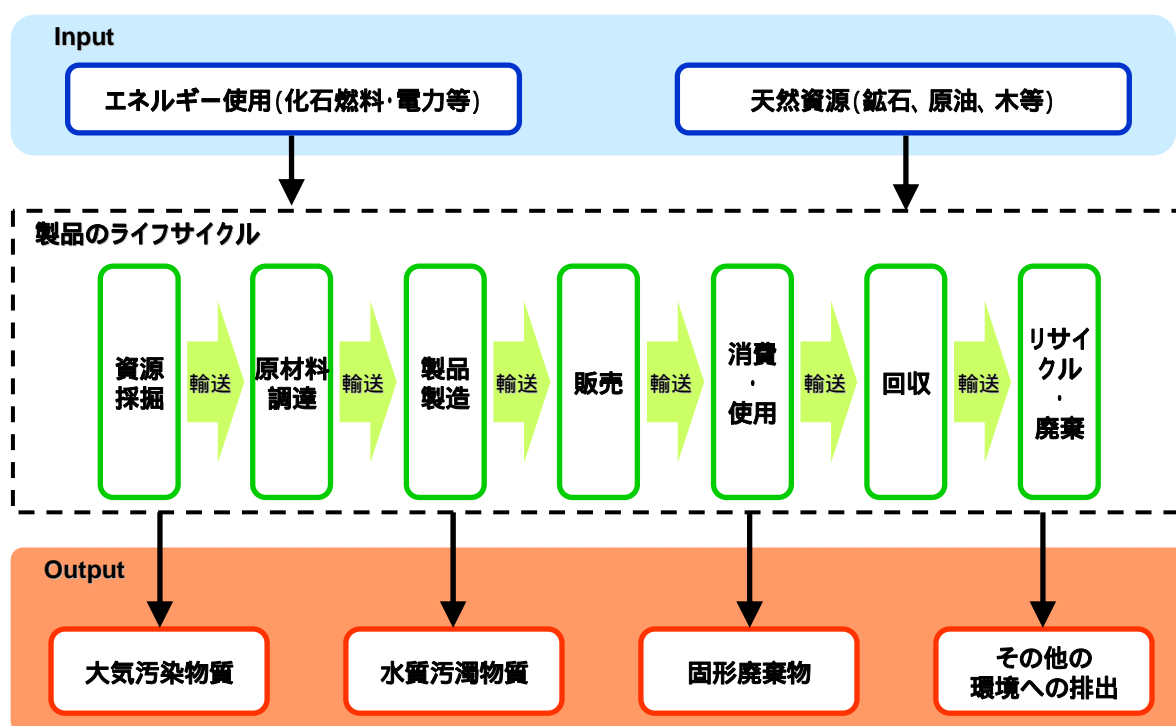 Input
エネルギー使用(化石燃料・電力等)
天然資源(鉱石、原油、木等)
製品のライフサイクル
資源
採掘
輸送
原材料
調達
輸送
製品
製造
輸送
販売
輸送
消費
・
使用
輸送
回収
輸送
リサイ
クル
・
廃棄
Output
大気汚染物質
水質汚濁物質
固形廃棄物
その他の
環境への排出